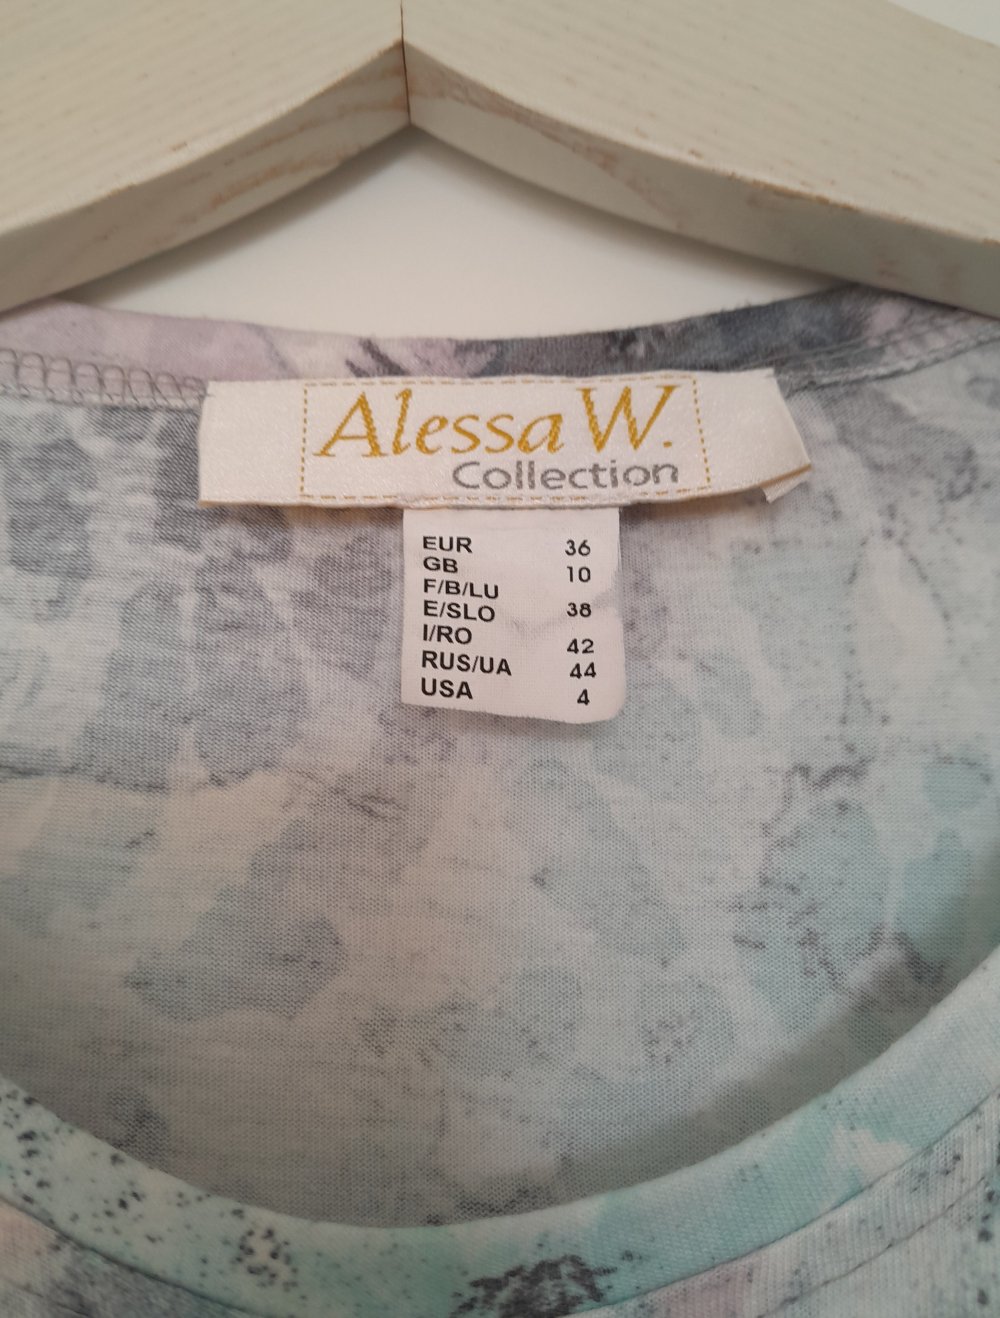 Alessa W.
Collection
EUR 36
GB 10
F/B/LU
E/SLO 38
I/RO 42
RUS/UA 44
USA 4